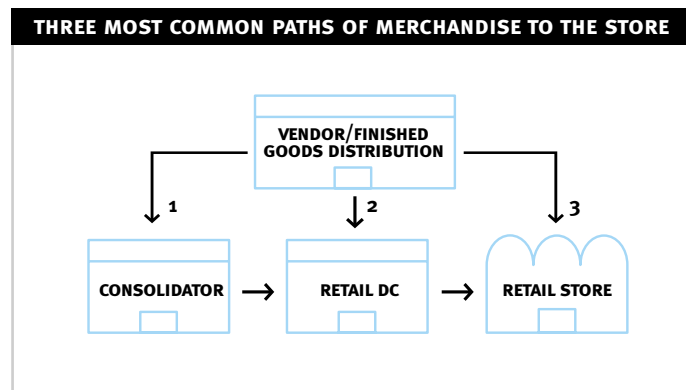 THREE MOST COMMON PATHS OF MERCHANDISE TO THE STORE
VENDOR/FINISHED
GOODS DISTRIBUTION
1
2
3
CONSOLIDATOR
RETAIL DC
RETAIL STORE